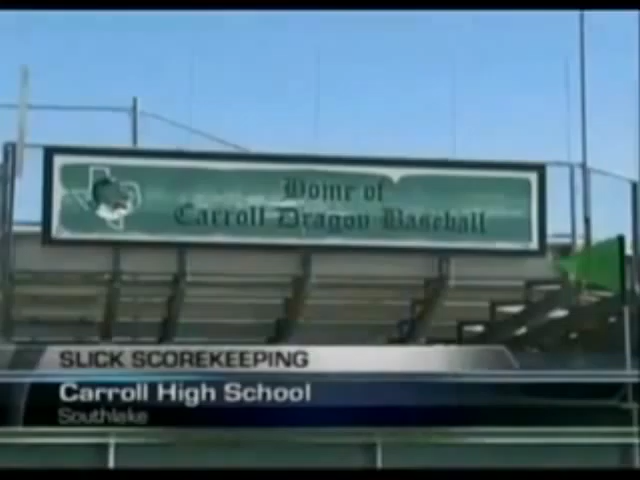 Home of
Carroll Dragon Baseball
SLICK SCOREKEEPING
Carroll High School
Southlake